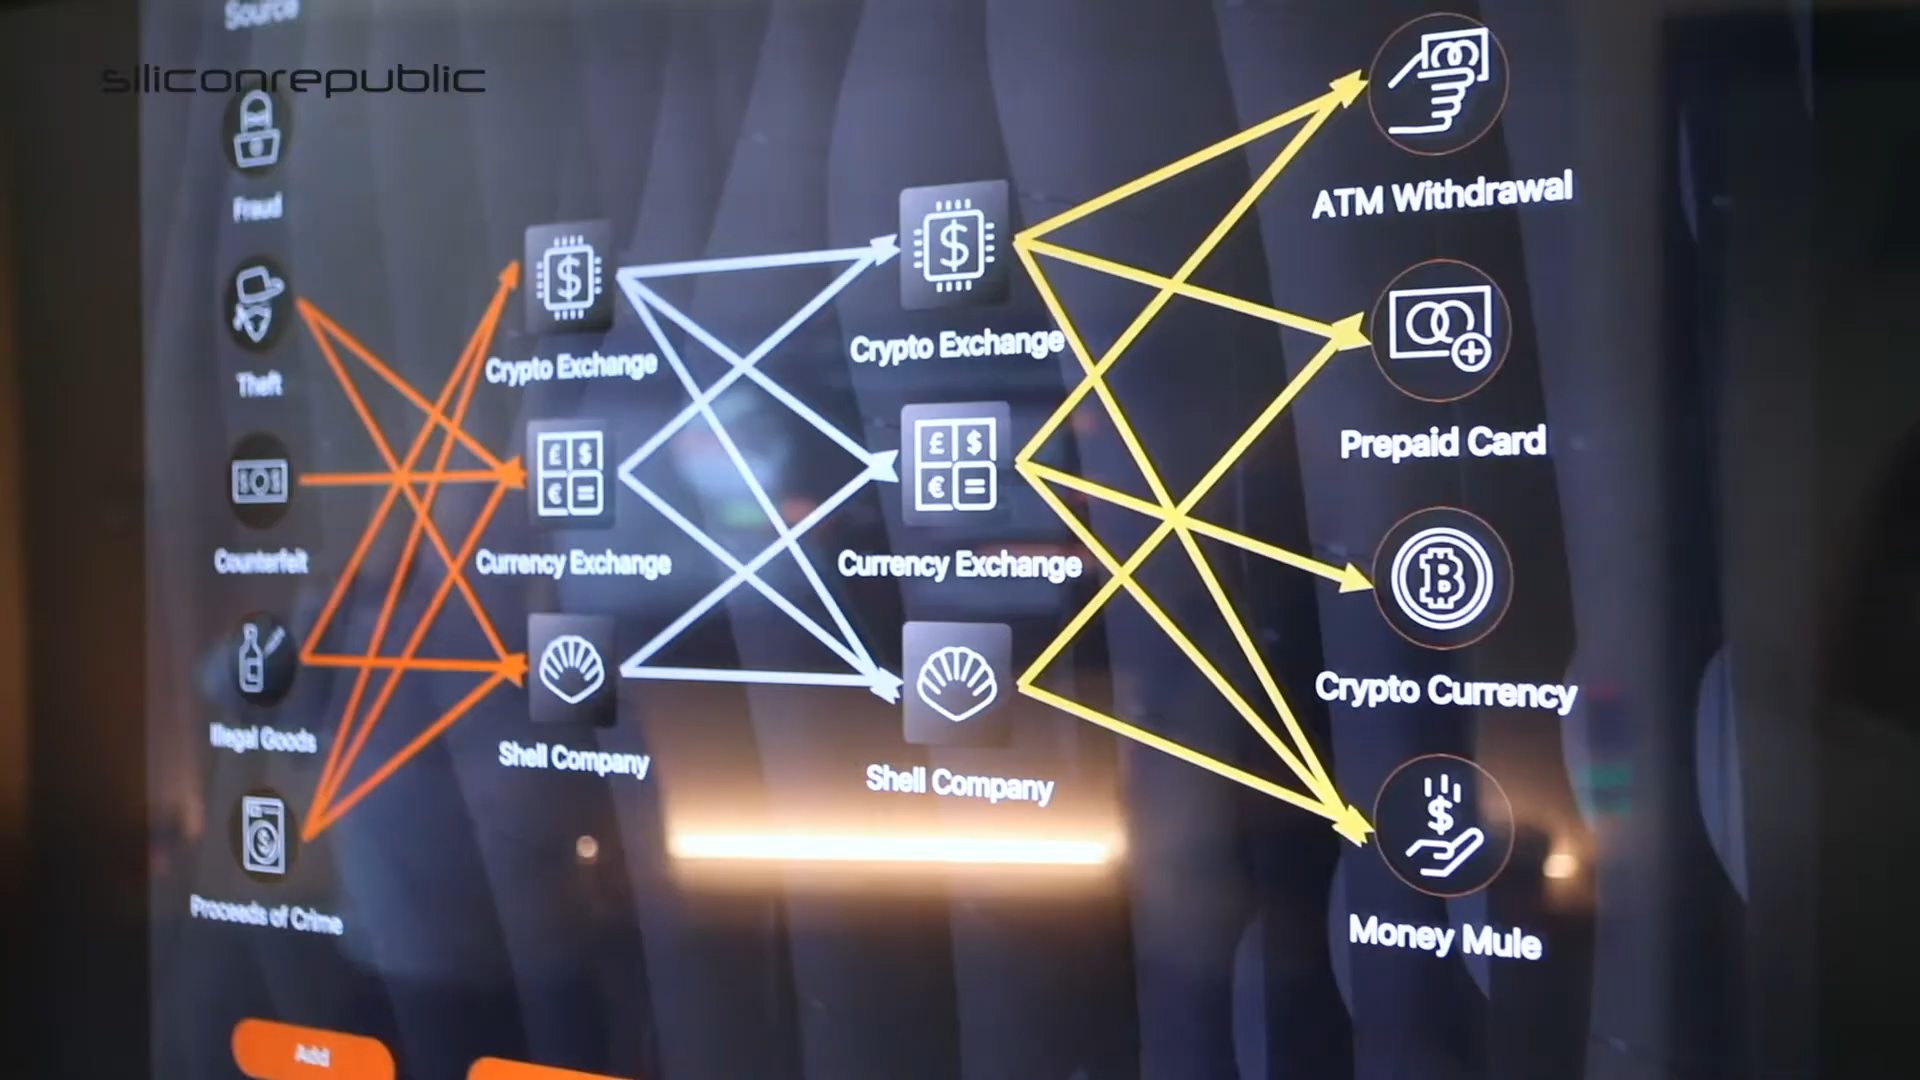 Source
siliconrepublic
Fraud
Theft
Counterfeit
Illegal Goods
Proceeds of Crime
Add
Crypto Exchange
Currency Exchange
Shell Company
Crypto Exchange
Currency Exchange
Shell Company
ATM Withdrawal
Prepaid Card
Crypto Currency
Money Mule